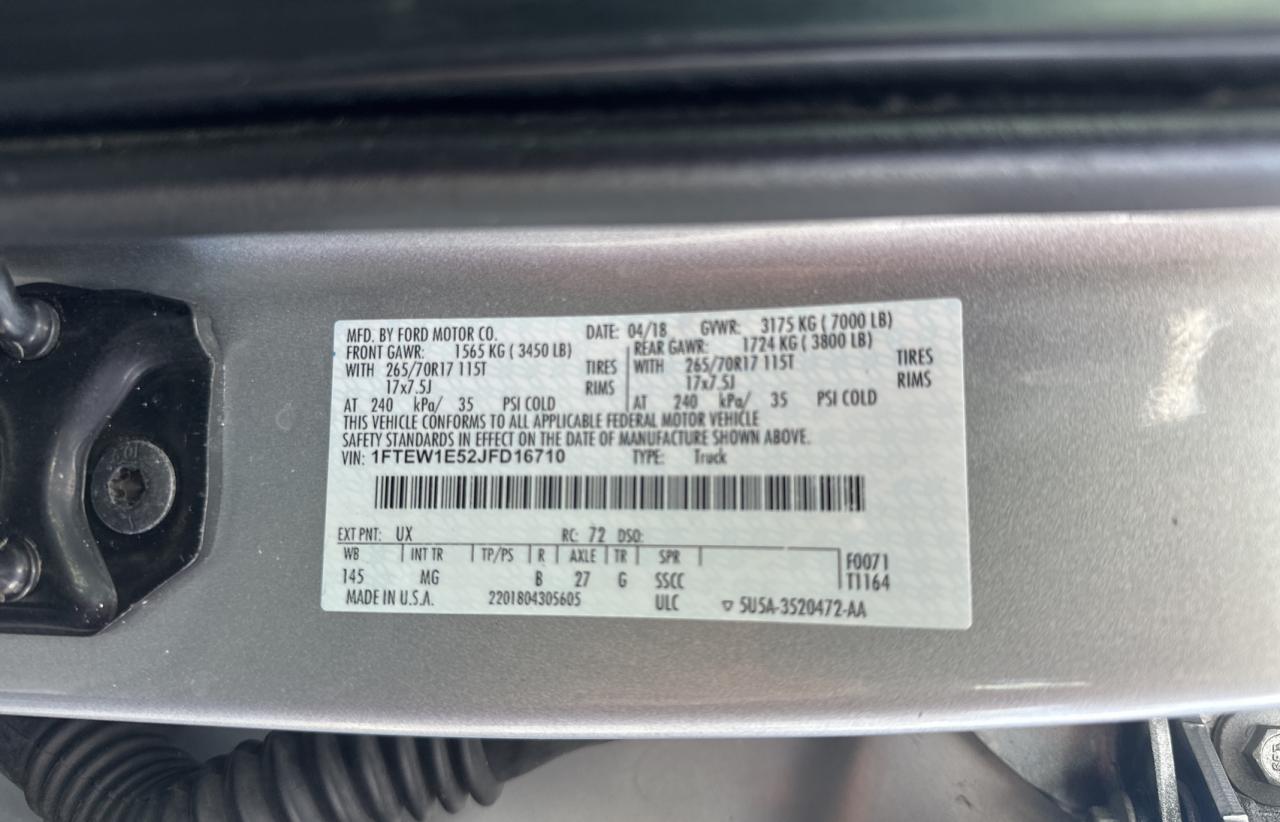 MFD. BY FORD MOTOR CO. DATE: 04/18 GVWR: 3175 KG ( 7000 LB)
FRONT GAWR: 1565 KG ( 3450 LB) REAR GAWR: 1724 KG ( 3800 LB)
WITH 265/70R17 115T TIRES WITH 265/70R17 115T TIRES
17x7.5J RIMS 17x7.5J RIMS
AT 240 kPa/ 35 PSI COLD AT 240 kPa/ 35 PSI COLD
THIS VEHICLE CONFORMS TO ALL APPLICABLE FEDERAL MOTOR VEHICLE
SAFETY STANDARDS IN EFFECT ON THE DATE OF MANUFACTURE SHOWN ABOVE.
VIN: 1FTEW1E52JFD16710 TYPE: Truck
EXT PNT: UX RC: 72 DSO:
WB INT TR TP/PS R AXLE TR SPR F0071
145 MG B 27 G SSCC T1164
MADE IN U.S.A. 2201804305605 ULC ▽ 5U5A-3520472-AA